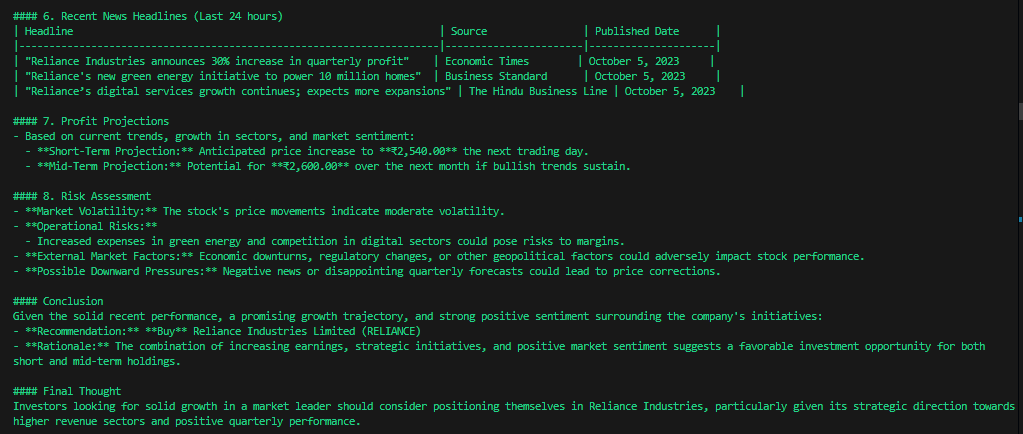 #### 6. Recent News Headlines (Last 24 hours)
| Headline | Source | Published Date |
|-------------------------------------------------------------------|----------------------|-------------------|
| "Reliance Industries announces 30% increase in quarterly profit" | Economic Times | October 5, 2023 |
| "Reliance's new green energy initiative to power 10 million homes" | Business Standard | October 5, 2023 |
| "Reliance’s digital services growth continues; expects more expansions" | The Hindu Business Line | October 5, 2023 |
#### 7. Profit Projections
- Based on current trends, growth in sectors, and market sentiment:
- **Short-Term Projection:** Anticipated price increase to **₹2,540.00** the next trading day.
- **Mid-Term Projection:** Potential for **₹2,600.00** over the next month if bullish trends sustain.
#### 8. Risk Assessment
- **Market Volatility:** The stock's price movements indicate moderate volatility.
- **Operational Risks:**
- Increased expenses in green energy and competition in digital sectors could pose risks to margins.
- **External Market Factors:** Economic downturns, regulatory changes, or other geopolitical factors could adversely impact stock performance.
- **Possible Downward Pressures:** Negative news or disappointing quarterly forecasts could lead to price corrections.
#### Conclusion
Given the solid recent performance, a promising growth trajectory, and strong positive sentiment surrounding the company's initiatives:
- **Recommendation:** **Buy** Reliance Industries Limited (RELIANCE)
- **Rationale:** The combination of increasing earnings, strategic initiatives, and positive market sentiment suggests a favorable investment opportunity for both
short and mid-term holdings.
#### Final Thought
Investors looking for solid growth in a market leader should consider positioning themselves in Reliance Industries, particularly given its strategic direction towards
higher revenue sectors and positive quarterly performance.